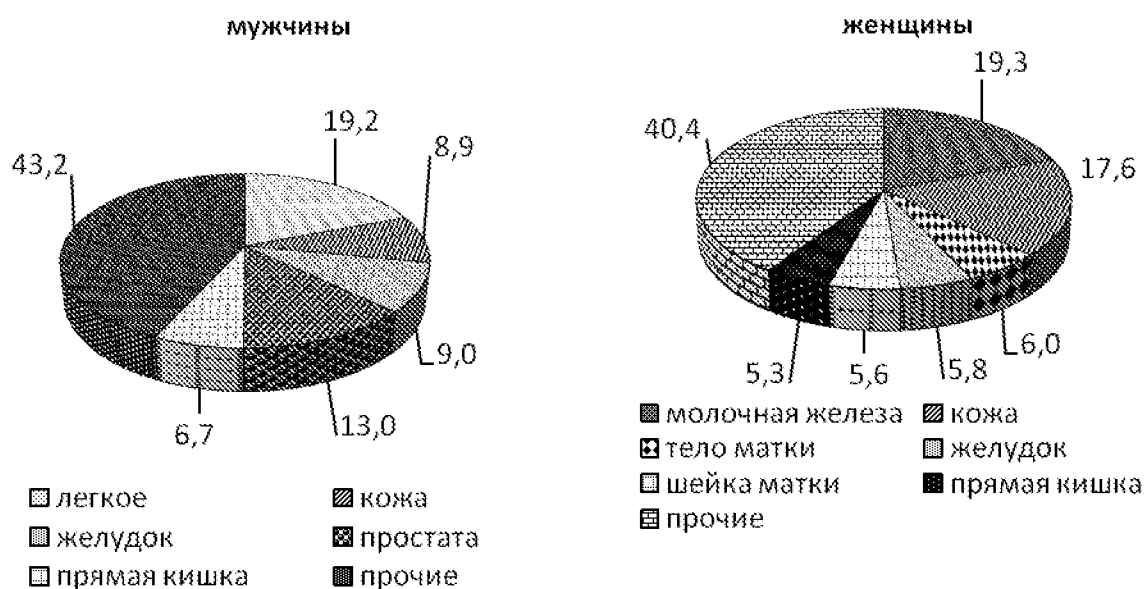 мужчины
19,2
8,9
43,2
9,0
13,0
6,7
легкое кожа
желудок простата
прямая кишка прочие
женщины
19,3
40,4
17,6
6,0
5,3 5,6 5,8
молочная железа кожа
тело матки желудок
шейка матки прямая кишка
прочие